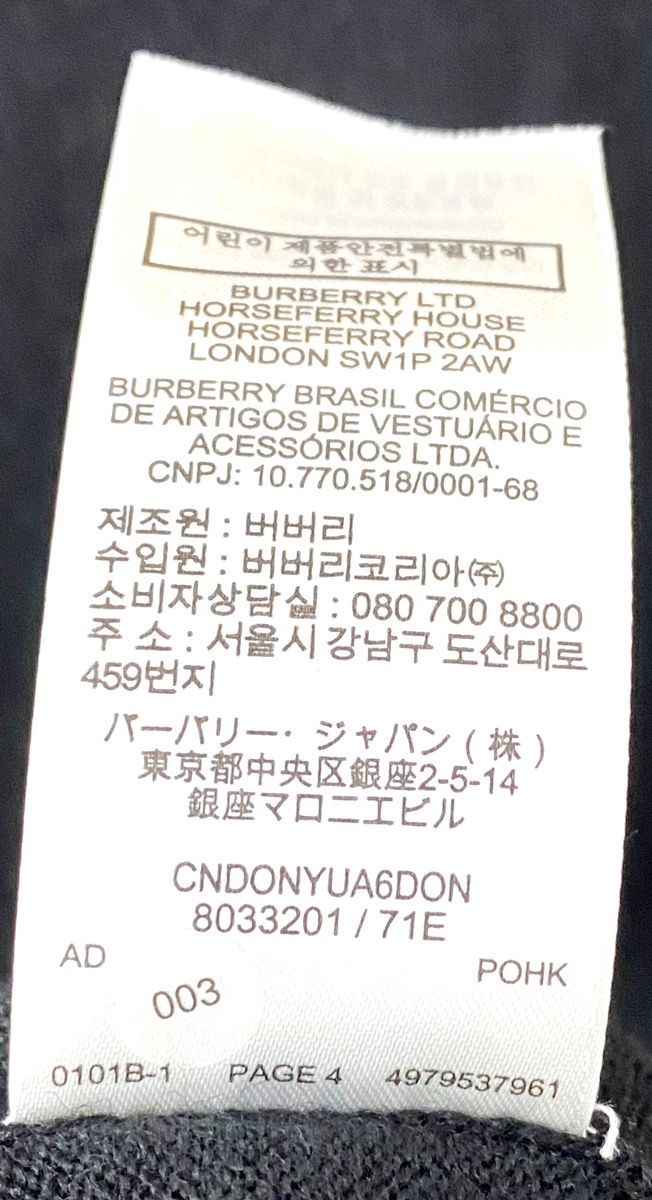 어린이 제품안전특별법에
의한 표시
BURBERRY LTD
HORSEFERRY HOUSE
HORSEFERRY ROAD
LONDON SW1P 2AW
BURBERRY BRASIL COMÉRCIO
DE ARTIGOS DE VESTUÁRIO E
ACESSÓRIOS LTDA.
CNPJ: 10.770.518/0001-68
제조원 : 버버리
수입원 : 버버리코리아㈜
소비자상담실 : 080 700 8800
주 소 : 서울시 강남구 도산대로
459번지
バーバリー・ジャパン ( 株 )
東京都中央区銀座2-5-14
銀座マロニエビル
CNDONYUA6DON
8033201 / 71E
AD POHK
003
0101B-1 PAGE 4 4979537961